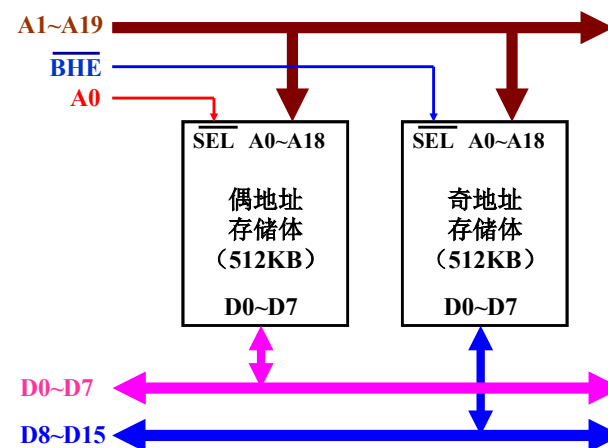 A1~A19
BHE
A0
SEL A0~A18
偶地址
存储体
（512KB）
D0~D7
SEL A0~A18
奇地址
存储体
（512KB）
D0~D7
D0~D7
D8~D15